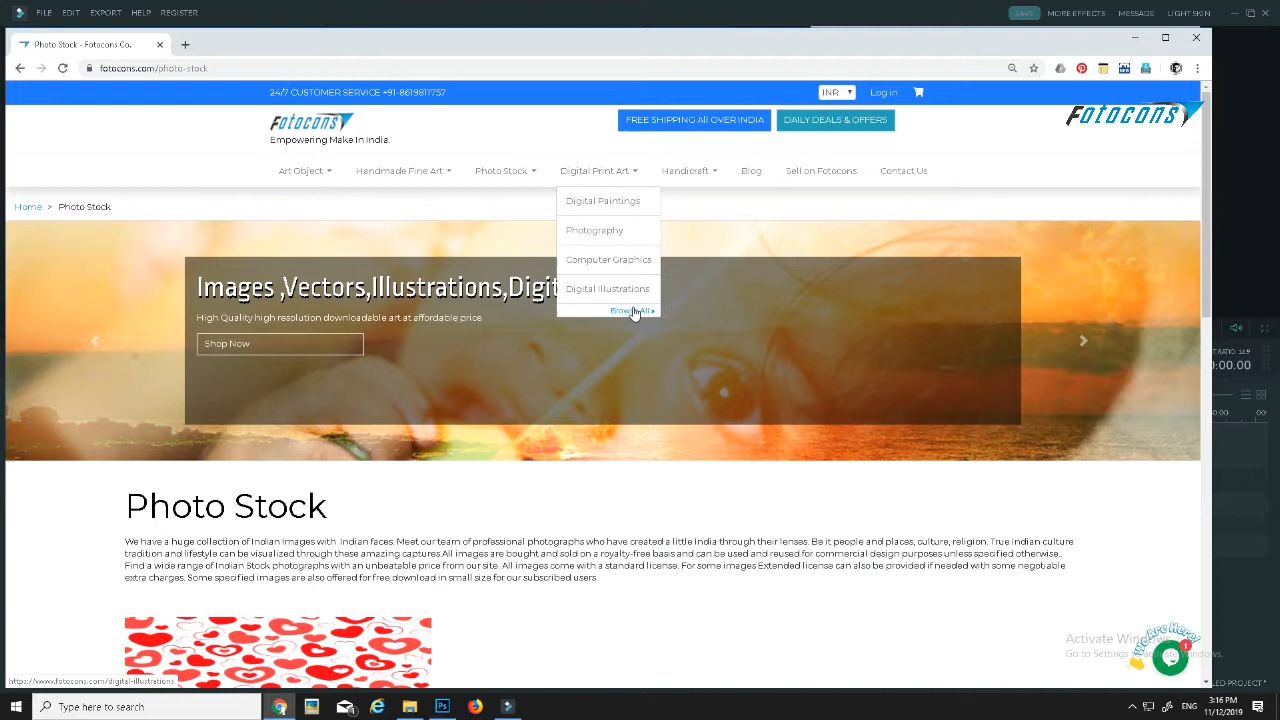 FILE EDIT EXPORT HELP REGISTER SAVE MORE EFFECTS MESSAGE LIGHT SKIN
Photo Stock - Fotocons Co.
fotocons.com/photo-stock
24/7 CUSTOMER SERVICE +91-8619811757 INR Log in
Fotocons
Empowering Make In India.
FREE SHIPPING All OVER INDIA DAILY DEALS & OFFERS
Fotocons
Art Object Handmade Fine Art Photo Stock Digital Print Art Handicraft Blog Sell on Fotocons Contact Us
Home > Photo Stock
Digital Paintings
Photography
Computer Graphics
Digital Illustrations
Images ,Vectors,Illustrations,Digit
High Quality high resolution downloadable art at affordable price
Shop Now
Photo Stock
We have a huge collection of Indian Images with. Indian faces. Meet our team of professional photographs who have created a little India through their lenses. Be it people and places, culture, religion. True Indian culture
tradition and lifestyle can be visualized through these amazing captures.All images are bought and sold on a royalty-free basis and can be used and reused for commercial design purposes unless specified otherwise..
Find a wide range of Indian Stock photographs with an unbeatable price from our site. All images come with a standard license. For some images Extended license can also be provided if needed with some negotiable
extra charges. Some specified images are also offered for free download in small size for our subscribed users
We Are Here!
1
https://www.fotocons.com/digital-illustrations
Type here to search
ENG 3:16 PM
11/12/2019